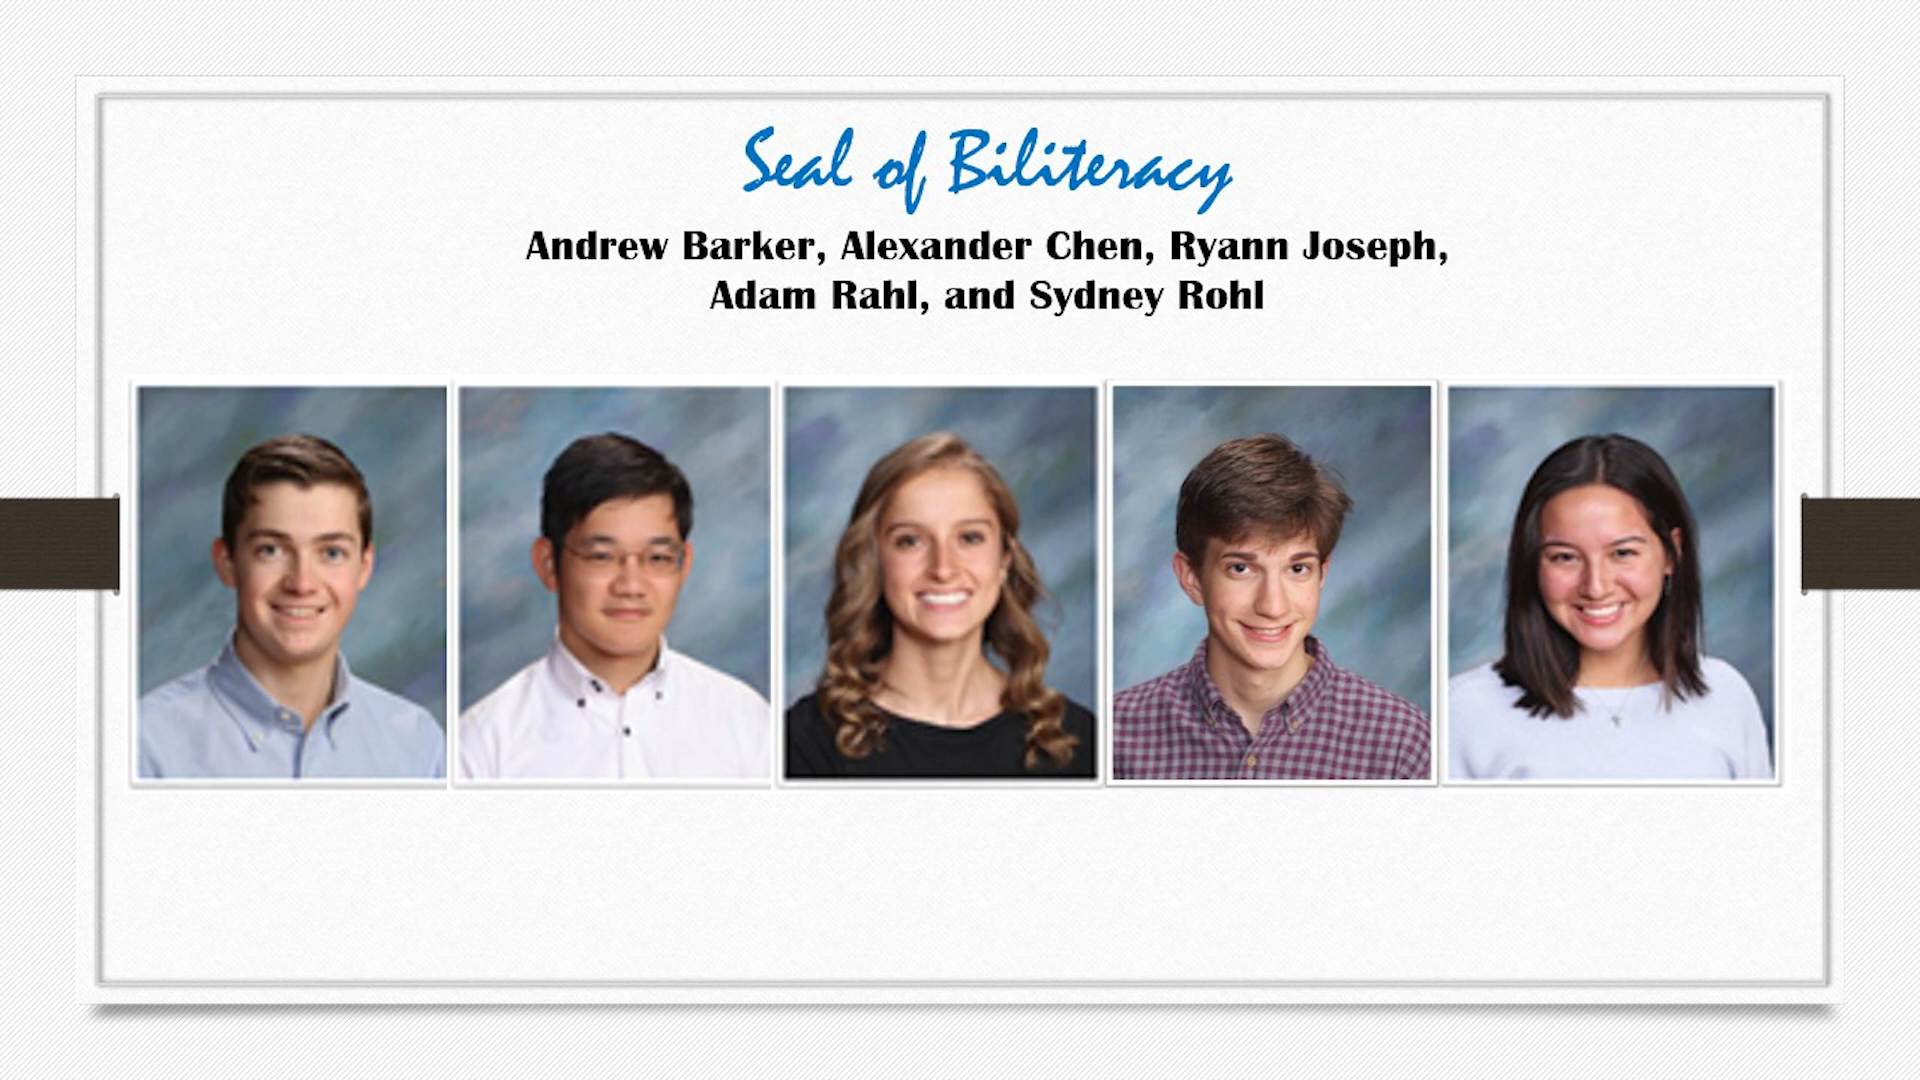 Seal of Biliteracy
Andrew Barker, Alexander Chen, Ryann Joseph,
Adam Rahl, and Sydney Rohl